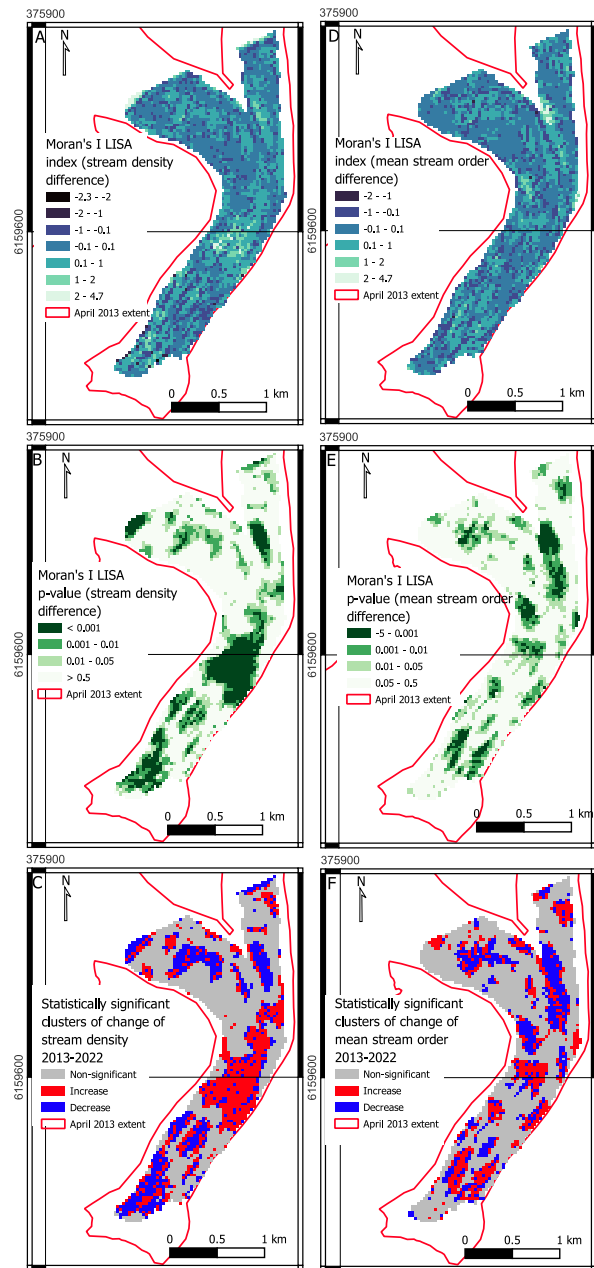 375900
A
N
Moran's I LISA
index (stream density
difference)
-2.3 - -2
-2 - -1
-1 - -0.1
-0.1 - 0.1
0.1 - 1
1 - 2
2 - 4.7
April 2013 extent
6159600
0 0.5 1 km
375900
D
N
Moran's I LISA
index (mean stream order
difference)
-2 - -1
-1 - -0.1
-0.1 - 0.1
0.1 - 1
1 - 2
2 - 4.7
April 2013 extent
6159600
0 0.5 1 km
375900
B
N
Moran's I LISA
p-value (stream density
difference)
< 0.001
0.001 - 0.01
0.01 - 0.05
> 0.5
April 2013 extent
6159600
0 0.5 1 km
375900
E
N
Moran's I LISA
p-value (mean stream order
difference)
-5 - 0.001
0.001 - 0.01
0.01 - 0.05
0.05 - 0.5
April 2013 extent
6159600
0 0.5 1 km
375900
C
N
Statistically significant
clusters of change of
stream density
2013-2022
Non-significant
Increase
Decrease
April 2013 extent
6159600
0 0.5 1 km
375900
F
N
Statistically significant
clusters of change of
mean stream order
2013-2022
Non-significant
Increase
Decrease
April 2013 extent
6159600
0 0.5 1 km